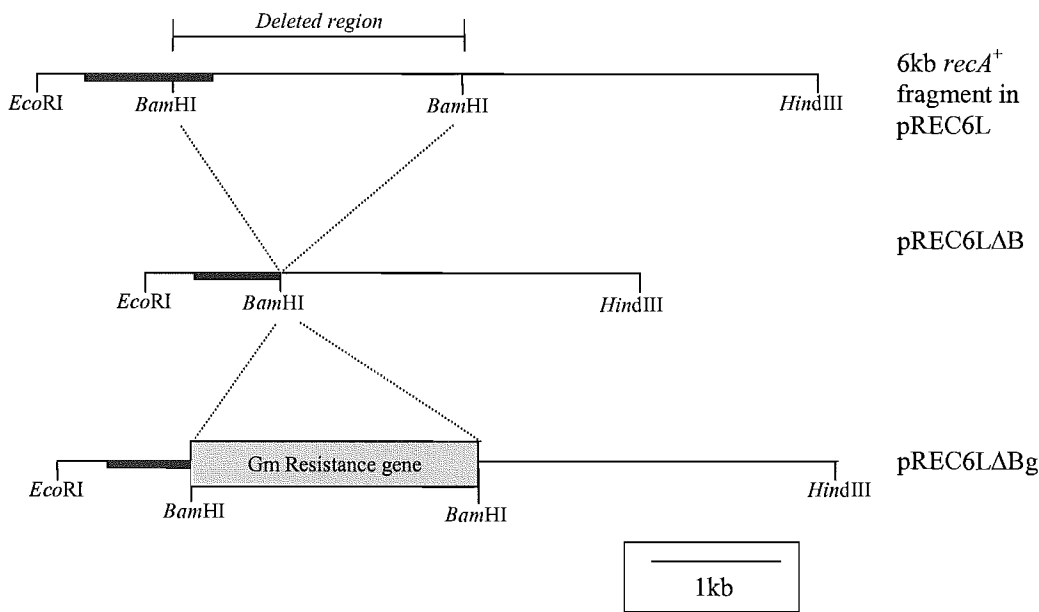 Deleted region
EcoRI
BamHI
BamHI
HindIII
6kb recA+
fragment in
pREC6L
EcoRI
BamHI
HindIII
pREC6LΔB
Gm Resistance gene
EcoRI
BamHI
BamHI
HindIII
pREC6LΔBg
1kb